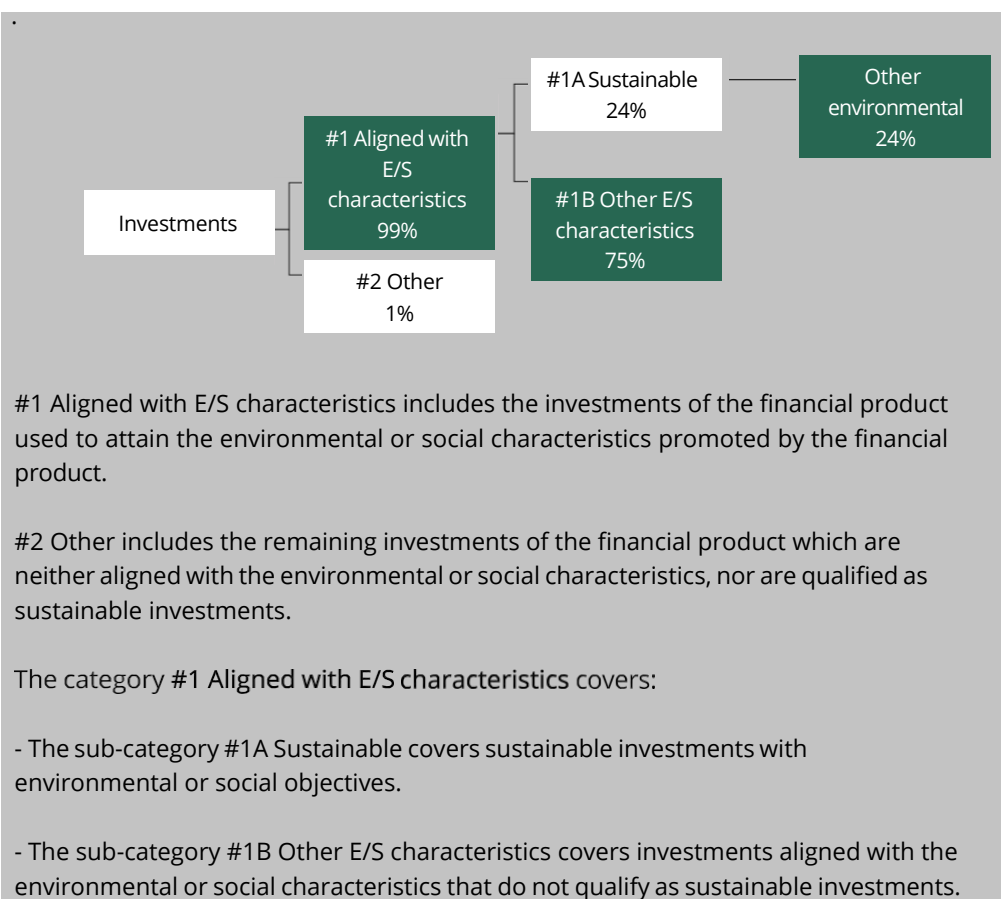 .
#1A Sustainable
24%
Other
environmental
24%
#1 Aligned with
E/S
characteristics
99%
#1B Other E/S
characteristics
75%
Investments
#2 Other
1%
#1 Aligned with E/S characteristics includes the investments of the financial product
used to attain the environmental or social characteristics promoted by the financial
product.
#2 Other includes the remaining investments of the financial product which are
neither aligned with the environmental or social characteristics, nor are qualified as
sustainable investments.
The category #1 Aligned with E/S characteristics covers:
- The sub-category #1A Sustainable covers sustainable investments with
environmental or social objectives.
- The sub-category #1B Other E/S characteristics covers investments aligned with the
environmental or social characteristics that do not qualify as sustainable investments.